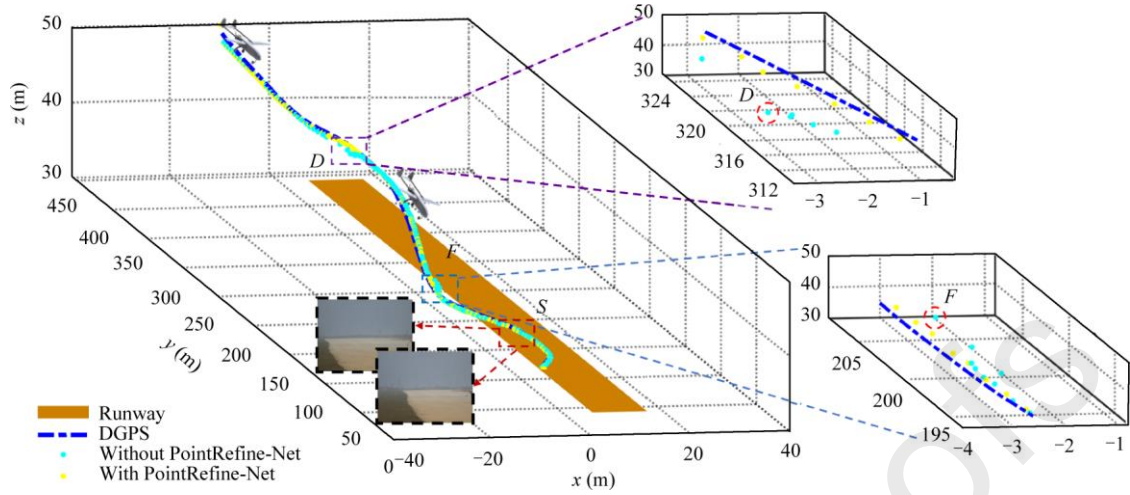 50
40
30
z (m)
450
400
350
300
250
200
150
100
50
0
y (m)
−40
−20
0
20
40
x (m)
D
F
S
Runway
DGPS
Without PointRefine-Net
With PointRefine-Net
50
40
30
D
324
320
316
312
−3
−2
−1
50
40
30
F
205
200
195
−4
−3
−2
−1
ofs